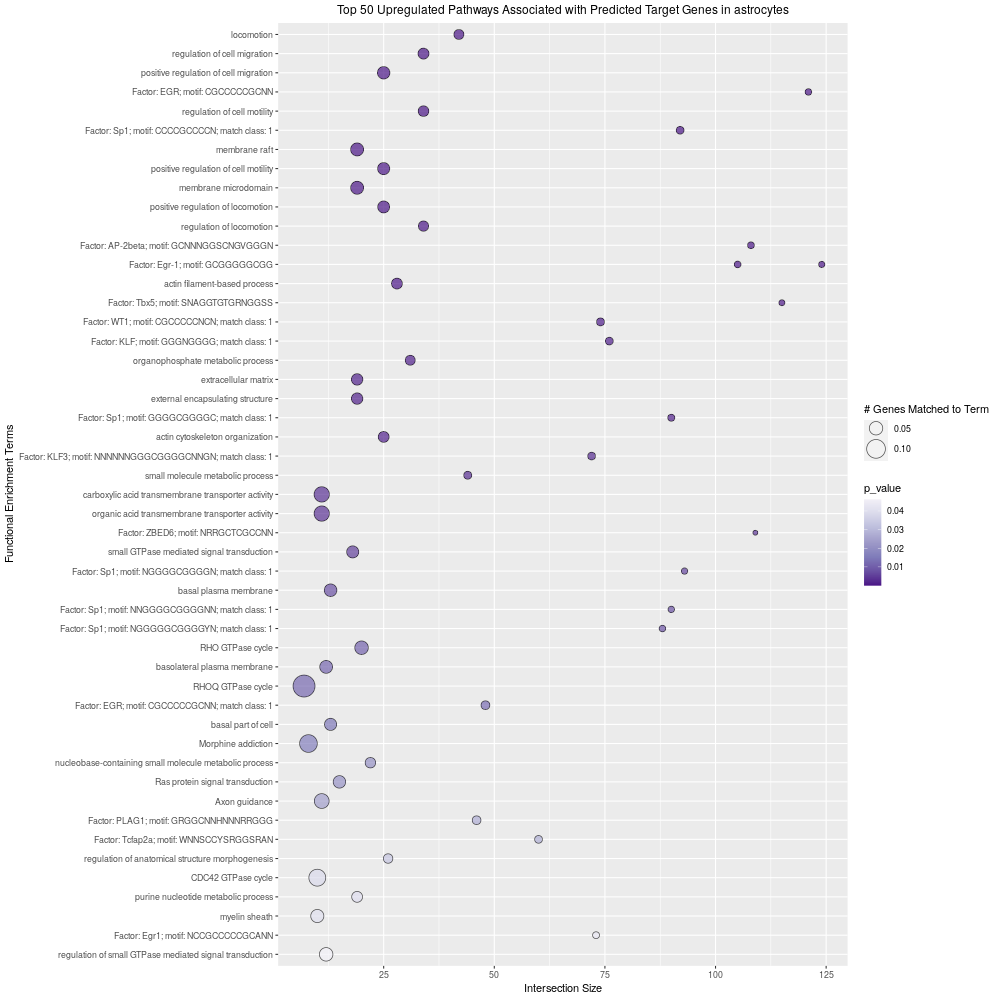 Top 50 Upregulated Pathways Associated with Predicted Target Genes in astrocytes
Functional Enrichment Terms
locomotion
regulation of cell migration
positive regulation of cell migration
Factor: EGR; motif: CGCCCCCGCNN
regulation of cell motility
Factor: Sp1; motif: CCCCGCCCCN; match class: 1
membrane raft
positive regulation of cell motility
membrane microdomain
positive regulation of locomotion
regulation of locomotion
Factor: AP-2beta; motif: GCNNNGGSCNGVGGGN
Factor: Egr-1; motif: GCGGGGGCGG
actin filament-based process
Factor: Tbx5; motif: SNAGGTGTGRNGGSS
Factor: WT1; motif: CGCCCCCNCN; match class: 1
Factor: KLF; motif: GGGNGGGG; match class: 1
organophosphate metabolic process
extracellular matrix
external encapsulating structure
Factor: Sp1; motif: GGGGCGGGGC; match class: 1
actin cytoskeleton organization
Factor: KLF3; motif: NNNNNNGGGCGGGGCNNGN; match class: 1
small molecule metabolic process
carboxylic acid transmembrane transporter activity
organic acid transmembrane transporter activity
Factor: ZBED6; motif: NRRGCTCGCCNN
small GTPase mediated signal transduction
Factor: Sp1; motif: NGGGGCGGGGN; match class: 1
basal plasma membrane
Factor: Sp1; motif: NNGGGGCGGGGNN; match class: 1
Factor: Sp1; motif: NGGGGGCGGGGYN; match class: 1
RHO GTPase cycle
basolateral plasma membrane
RHOQ GTPase cycle
Factor: EGR; motif: CGCCCCCGCNN; match class: 1
basal part of cell
Morphine addiction
nucleobase-containing small molecule metabolic process
Ras protein signal transduction
Axon guidance
Factor: PLAG1; motif: GRGGCNNHNNNRRGGG
Factor: Tcfap2a; motif: WNNSCCYSRGGSRAN
regulation of anatomical structure morphogenesis
CDC42 GTPase cycle
purine nucleotide metabolic process
myelin sheath
Factor: Egr1; motif: NCCGCCCCCGCANN
regulation of small GTPase mediated signal transduction
25 50 75 100 125
Intersection Size
# Genes Matched to Term
0.05
0.10
p_value
0.04
0.03
0.02
0.01